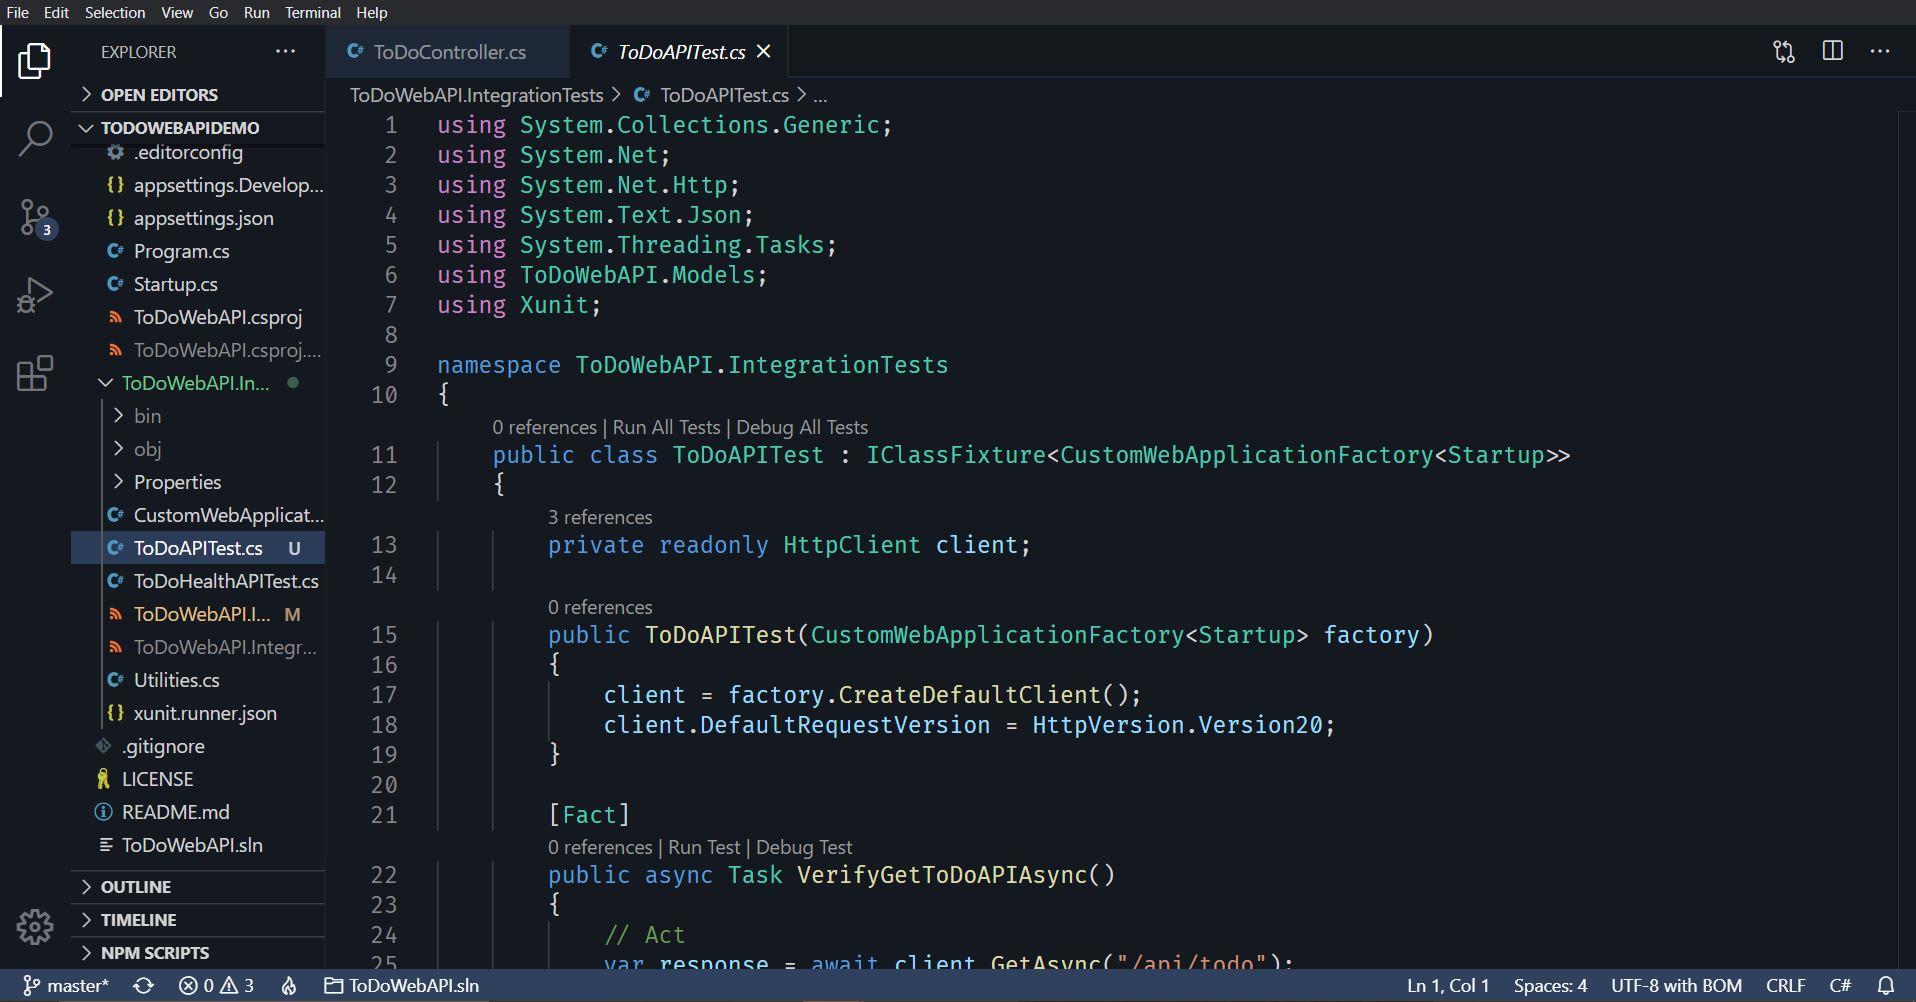 File Edit Selection View Go Run Terminal Help
EXPLORER ...
OPEN EDITORS
TODOWEBAPIDEMO
.editorconfig
{} appsettings.Develop...
{} appsettings.json
C# Program.cs
C# Startup.cs
ToDoWebAPI.csproj
ToDoWebAPI.csproj....
ToDoWebAPI.In...
bin
obj
Properties
C# CustomWebApplicat...
C# ToDoAPITest.cs U
C# ToDoHealthAPITest.cs
ToDoWebAPI.I... M
ToDoWebAPI.Integr...
C# Utilities.cs
{} xunit.runner.json
.gitignore
LICENSE
README.md
ToDoWebAPI.sln
OUTLINE
TIMELINE
NPM SCRIPTS
3
C# ToDoController.cs
C# ToDoAPITest.cs
ToDoWebAPI.IntegrationTests > C# ToDoAPITest.cs > ...
1 using System.Collections.Generic;
2 using System.Net;
3 using System.Net.Http;
4 using System.Text.Json;
5 using System.Threading.Tasks;
6 using ToDoWebAPI.Models;
7 using Xunit;
8
9 namespace ToDoWebAPI.IntegrationTests
10 {
0 references | Run All Tests | Debug All Tests
11 public class ToDoAPITest : IClassFixture<CustomWebApplicationFactory<Startup>>
12 {
3 references
13 private readonly HttpClient client;
14
0 references
15 public ToDoAPITest(CustomWebApplicationFactory<Startup> factory)
16 {
17 client = factory.CreateDefaultClient();
18 client.DefaultRequestVersion = HttpVersion.Version20;
19 }
20
21 [Fact]
0 references | Run Test | Debug Test
22 public async Task VerifyGetToDoAPIAsync()
23 {
24 // Act
25 var response = await client.GetAsync("/api/todo");
master* 0 3 ToDoWebAPI.sln Ln 1, Col 1 Spaces: 4 UTF-8 with BOM CRLF C#